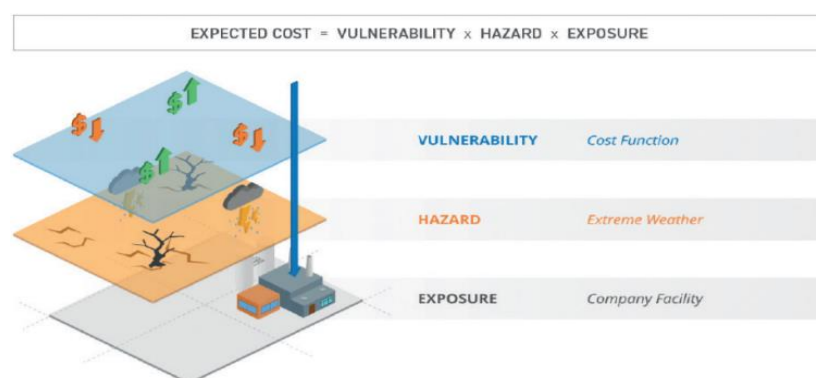 EXPECTED COST = VULNERABILITY x HAZARD x EXPOSURE
VULNERABILITY Cost Function
HAZARD Extreme Weather
EXPOSURE Company Facility